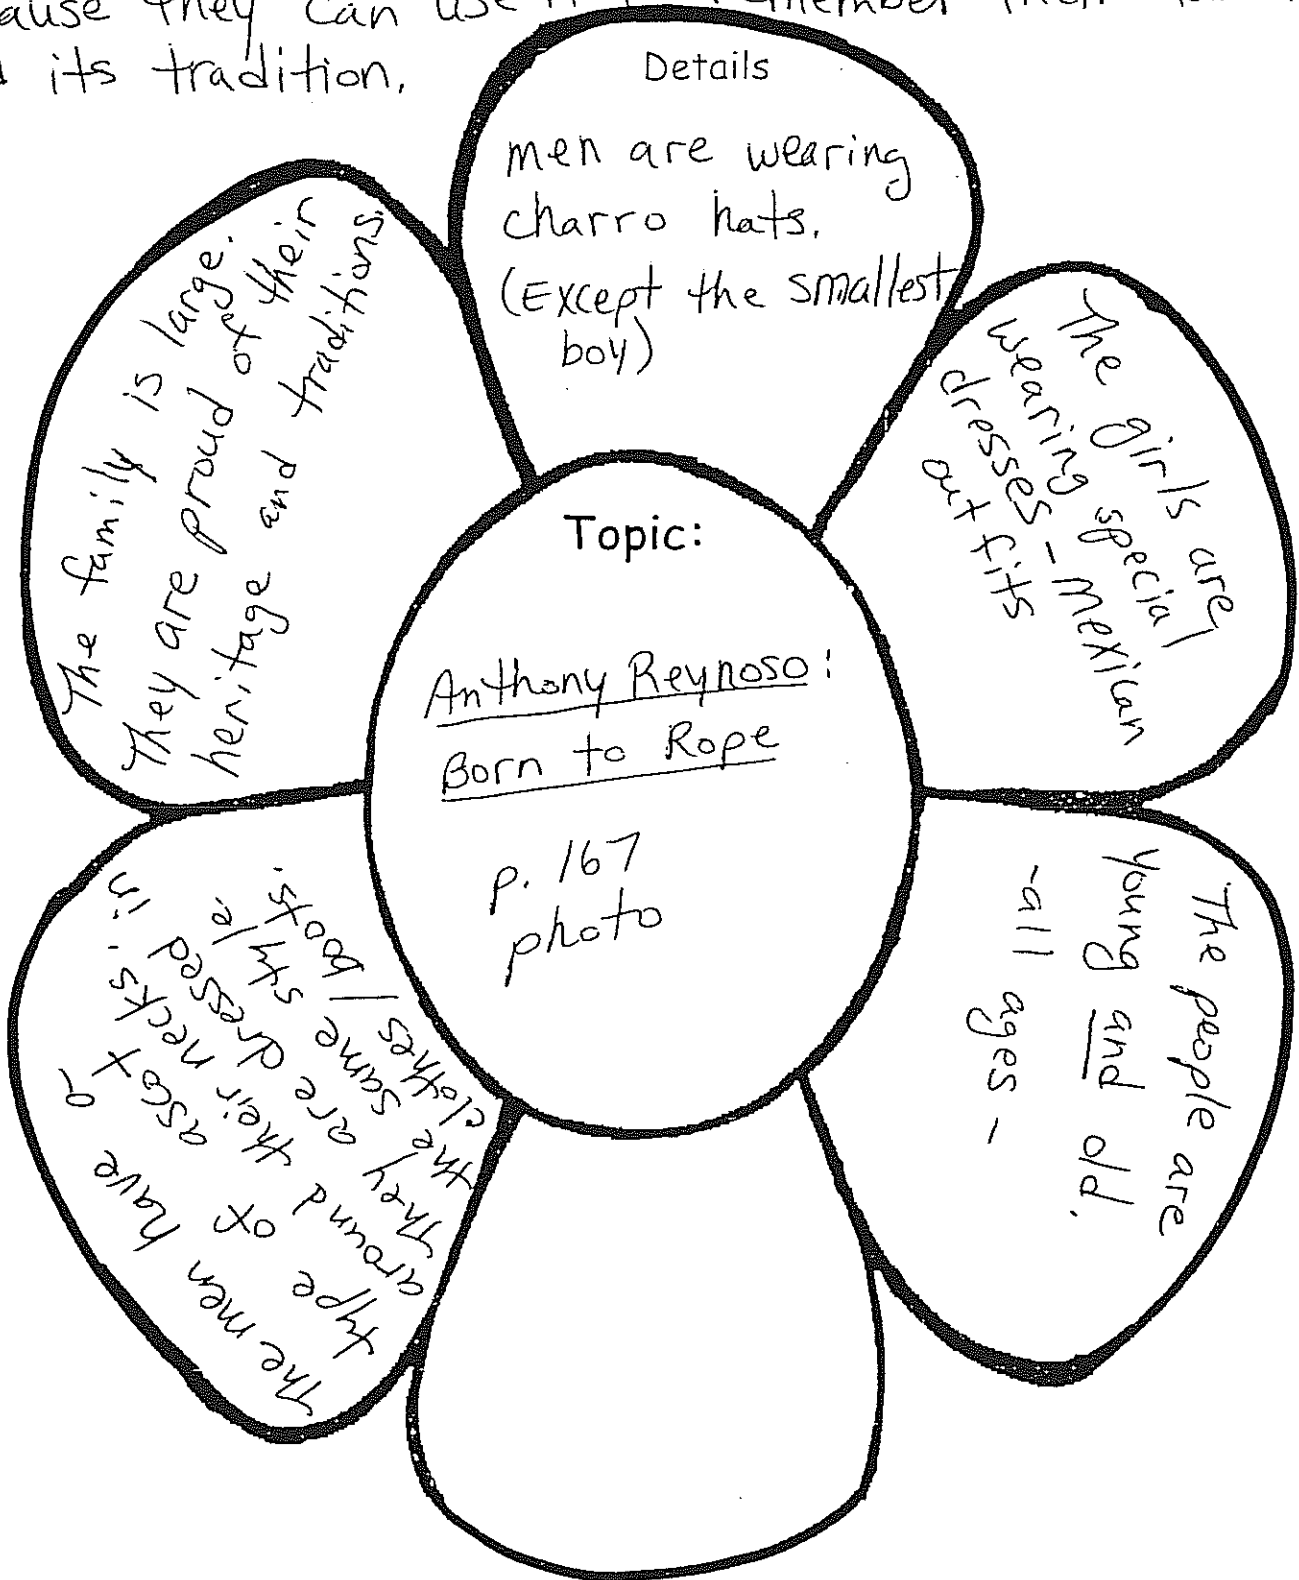 they can use
its tradition.
Details
men are wearing
charro hats.
(Except the smallest
boy)
The girls are
wearing special
dresses - mexican
outfits
The people are
young and old.
-all ages-
The men have a
type of ascot
around their necks.
They are dressed in
the same style
clothes/boots.
The family is large.
They are proud of their
heritage and traditions.
Topic:
Anthony Reynoso:
Born to Rope
p. 167
photo